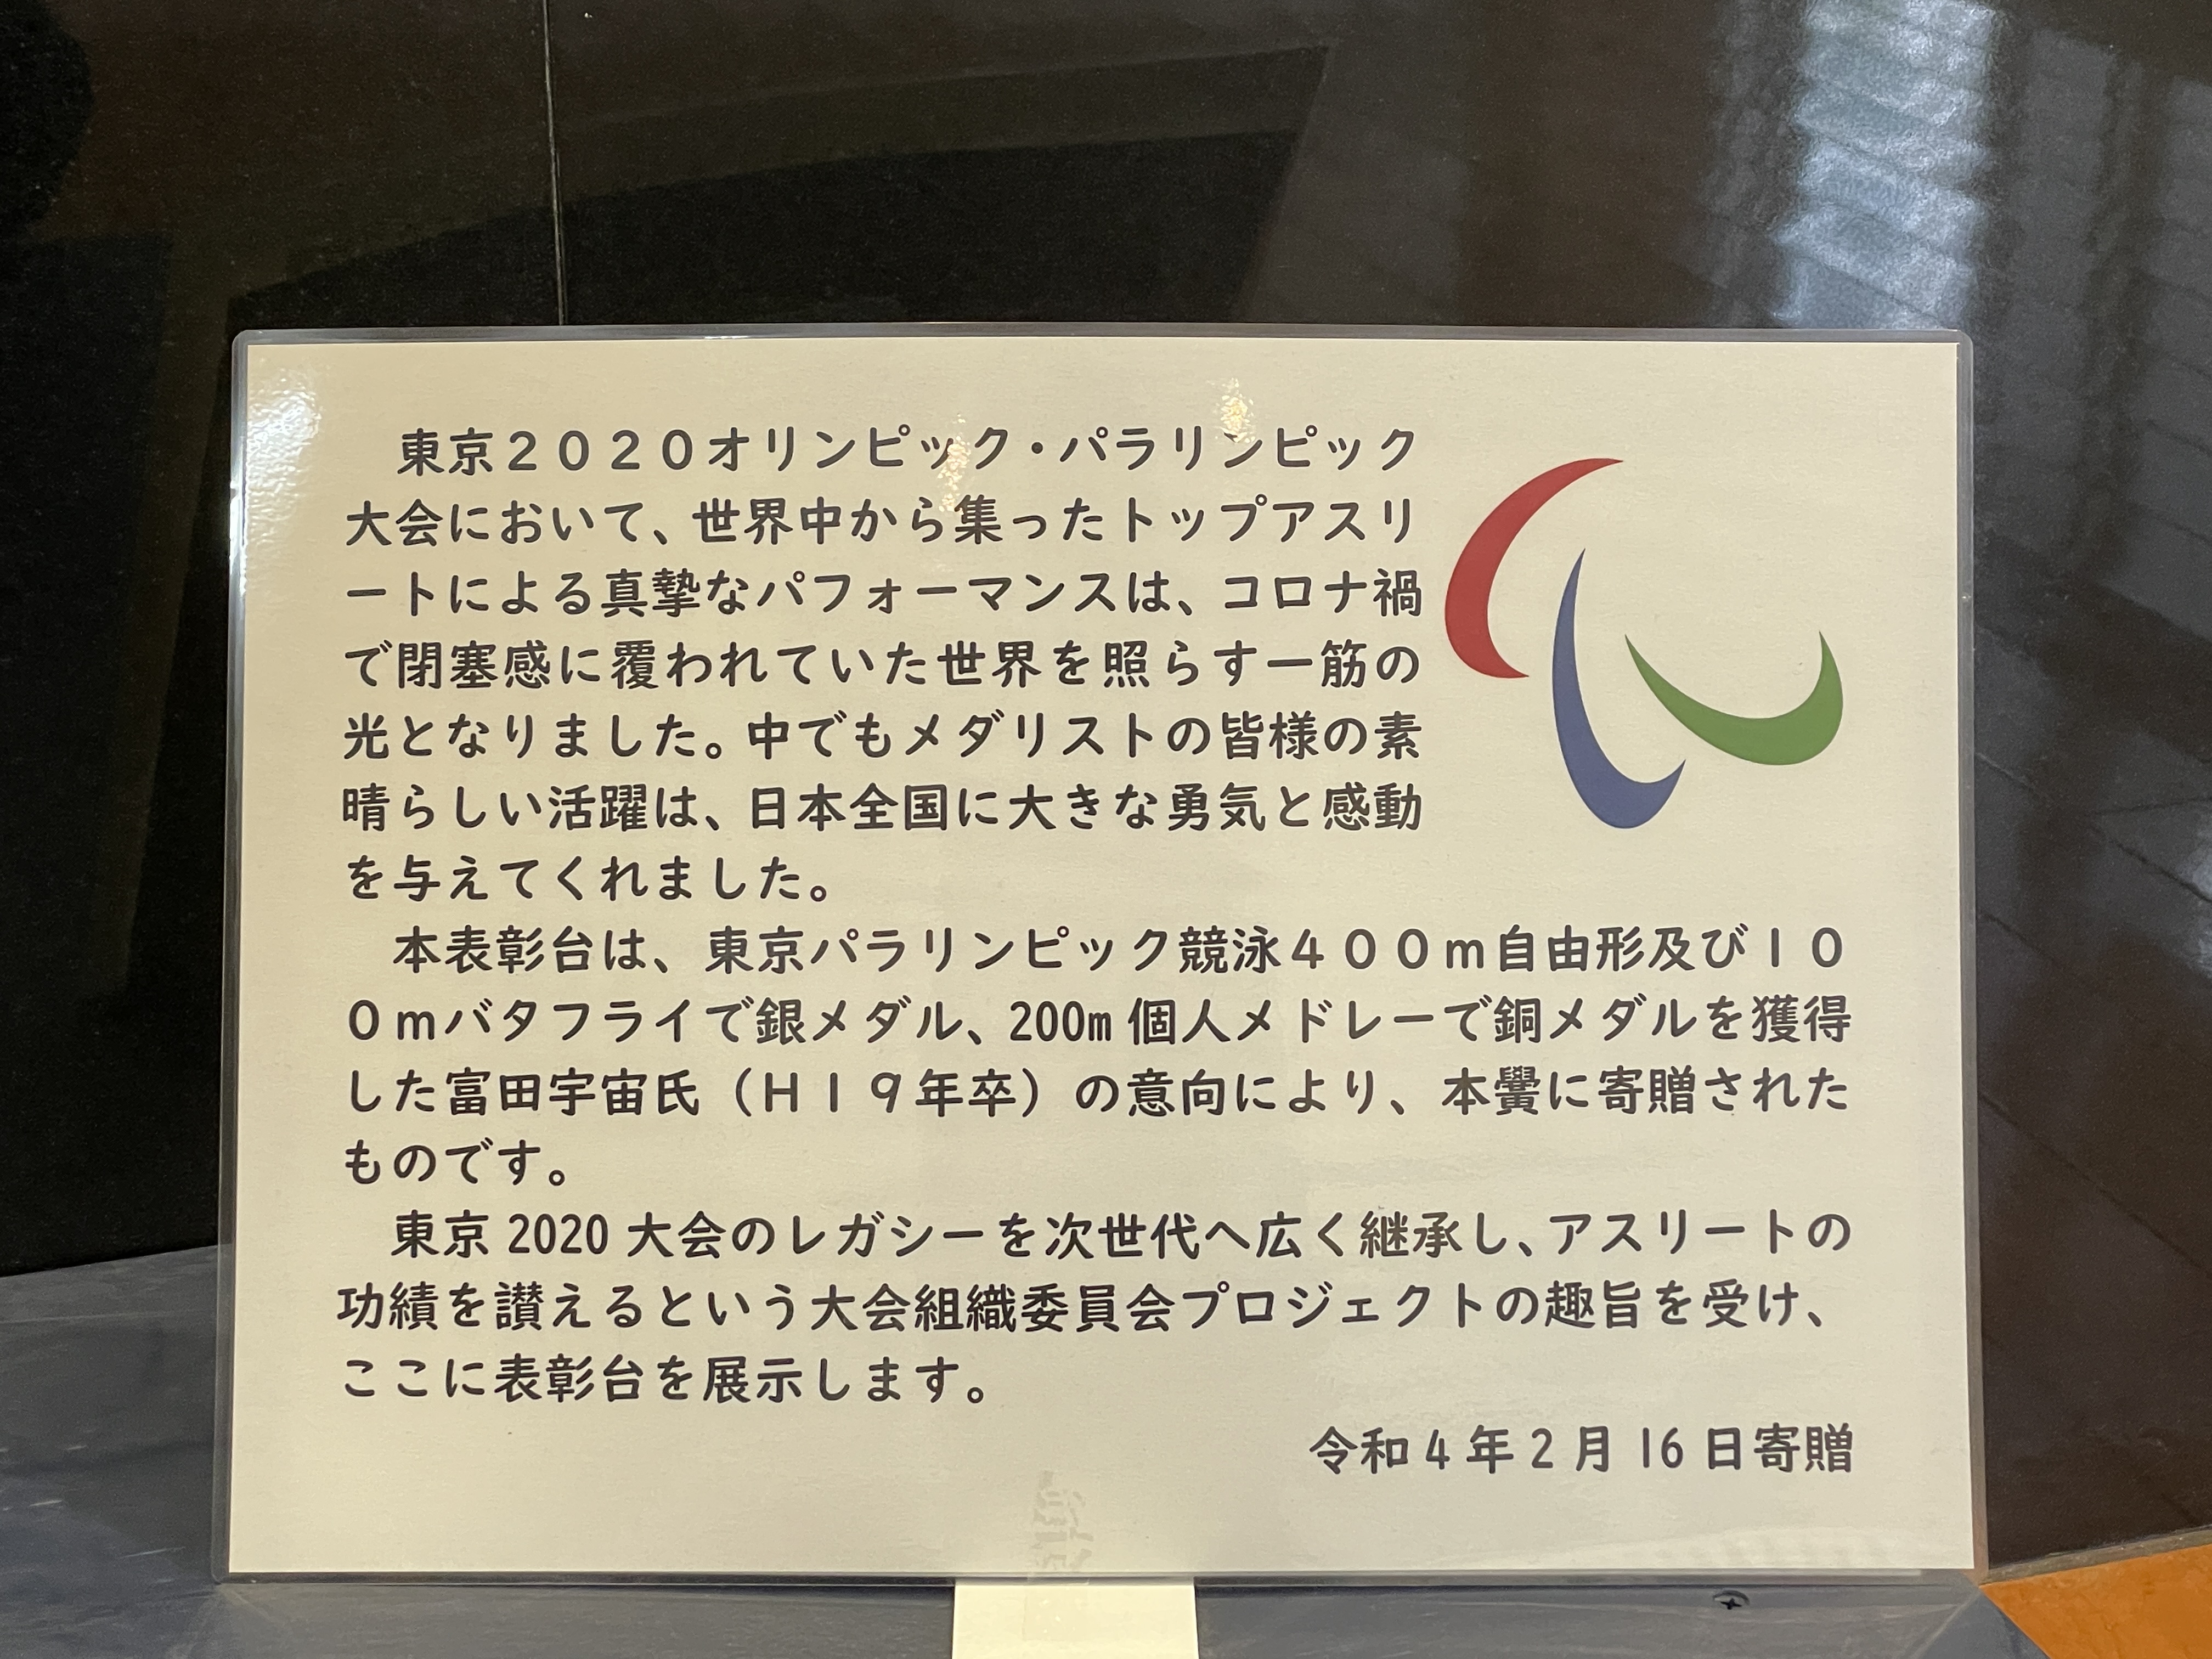 東京２０２０オリンピック・パラリンピック
大会において、世界中から集ったトップアスリ
ートによる真摯なパフォーマンスは、コロナ禍
で閉塞感に覆われていた世界を照らす一筋の
光となりました。中でもメダリストの皆様の素
晴らしい活躍は、日本全国に大きな勇気と感動
を与えてくれました。
本表彰台は、東京パラリンピック競泳４００ｍ自由形及び１０
０ｍバタフライで銀メダル、200m 個人メドレーで銅メダルを獲得
した富田宇宙氏（Ｈ１９年卒）の意向により、本黌に寄贈された
ものです。
東京 2020 大会のレガシーを次世代へ広く継承し、アスリートの
功績を讃えるという大会組織委員会プロジェクトの趣旨を受け、
ここに表彰台を展示します。
令和 4 年 2 月 16 日寄贈